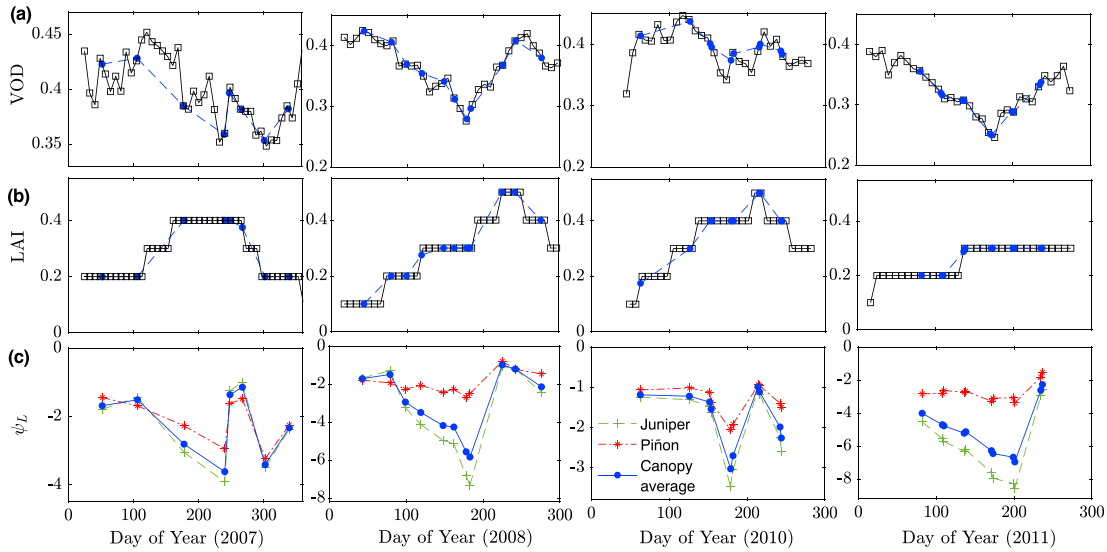 (a)
VOD
0.45
0.4
0.35
0.4
0.3
0.2
0.4
0.3
0.2
0.4
0.3
0.2
(b)
LAI
0.4
0.2
0
0.4
0.2
0
0.4
0.2
0
0.4
0.2
0
(c)
ψL
0
-2
-4
0
-2
-4
-6
-8
0
-1
-2
-3
0
-2
-4
-6
-8
Juniper
Piñon
Canopy
average
0 100 200 300
0 100 200 300
0 100 200 300
0 100 200 300
Day of Year (2007)
Day of Year (2008)
Day of Year (2010)
Day of Year (2011)